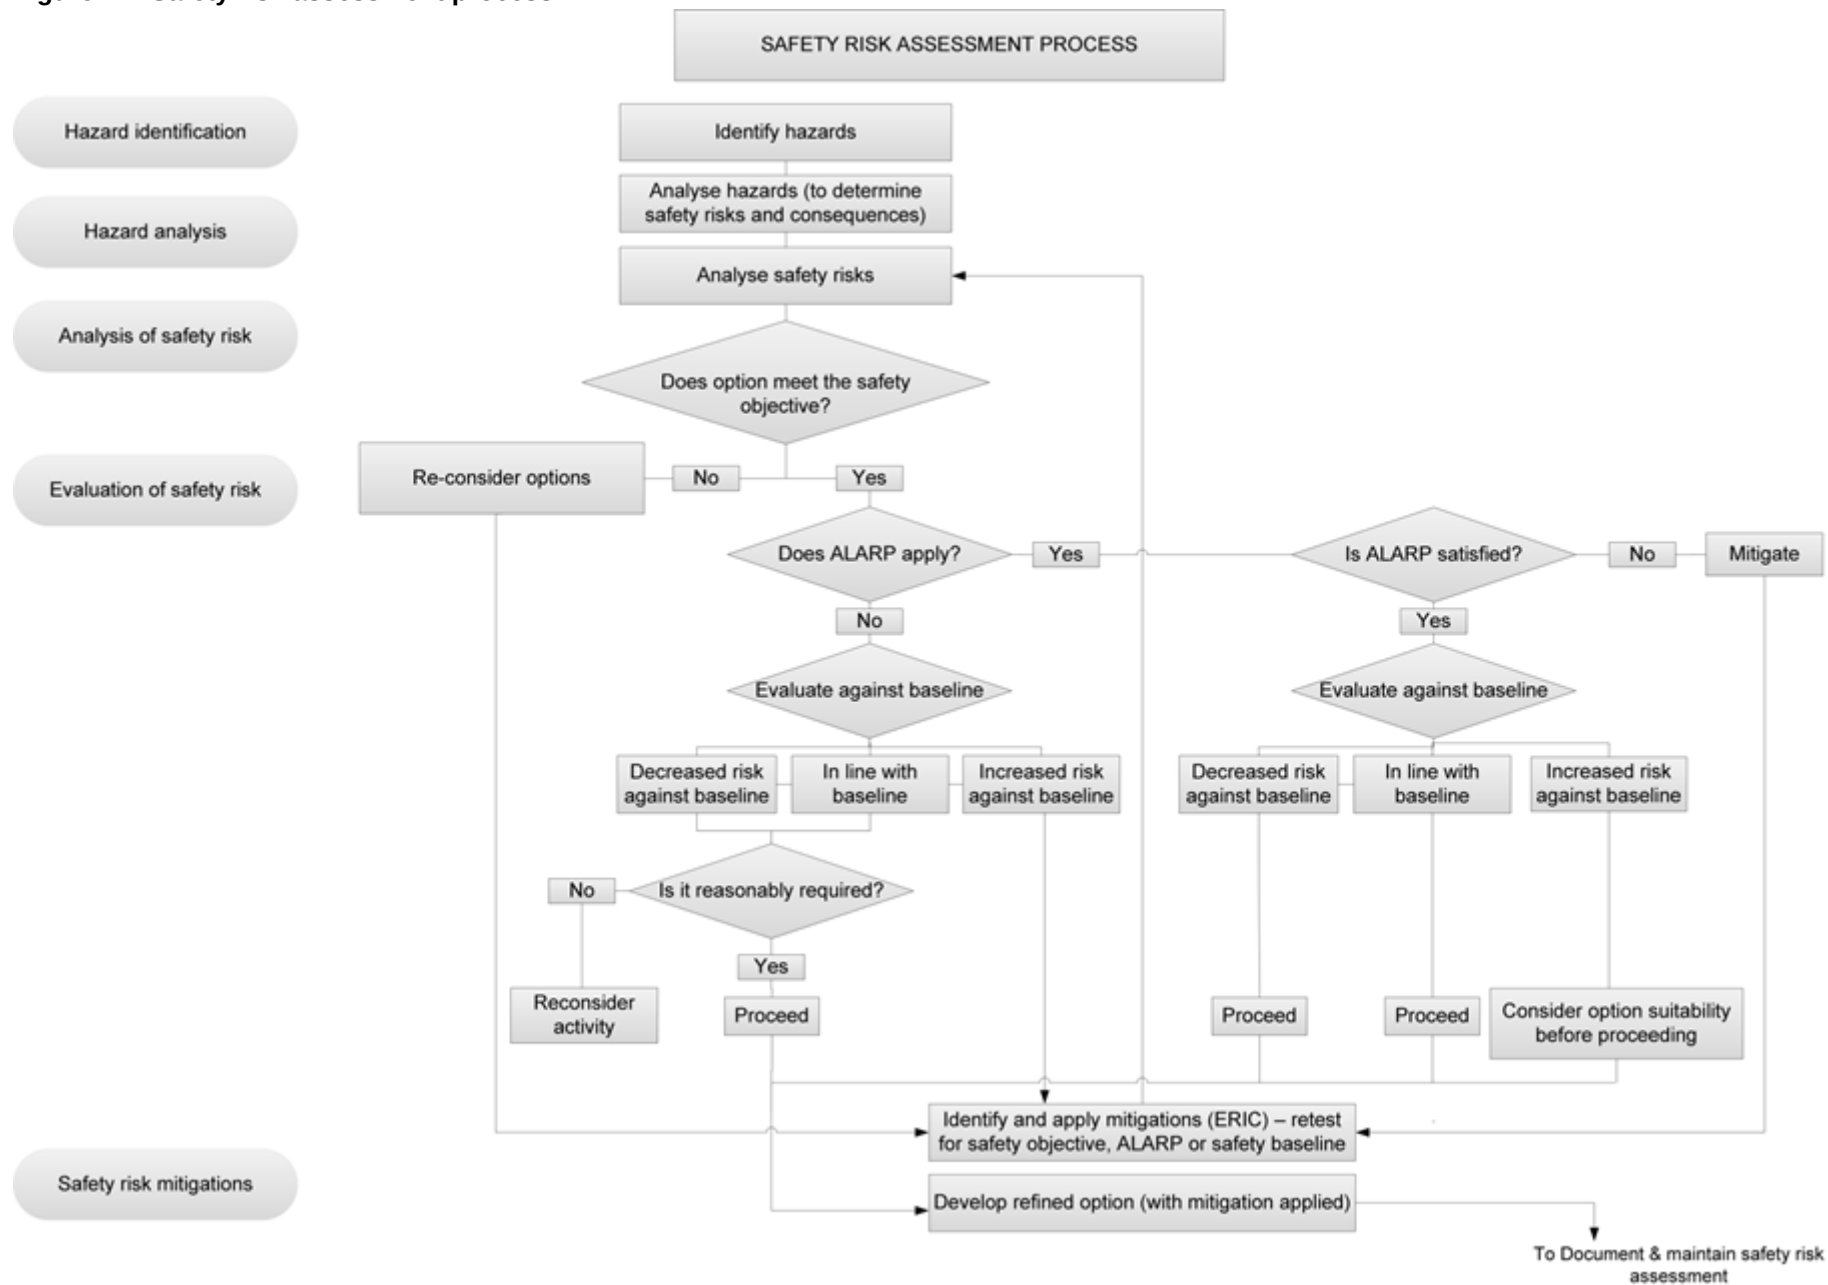 SAFETY RISK ASSESSMENT PROCESS
Hazard identification
Identify hazards
Analyse hazards (to determine
safety risks and consequences)
Hazard analysis
Analyse safety risks
Analysis of safety risk
Does option meet the safety
objective?
Evaluation of safety risk
Re-consider options
No
Yes
Does ALARP apply?
Yes
Is ALARP satisfied?
No
Mitigate
No
Yes
Evaluate against baseline
Evaluate against baseline
Decreased risk
against baseline
In line with
baseline
Increased risk
against baseline
Decreased risk
against baseline
In line with
baseline
Increased risk
against baseline
No
Is it reasonably required?
Yes
Reconsider
activity
Proceed
Proceed
Proceed
Consider option suitability
before proceeding
Identify and apply mitigations (ERIC) – retest
for safety objective, ALARP or safety baseline
Safety risk mitigations
Develop refined option (with mitigation applied)
To Document & maintain safety risk
assessment